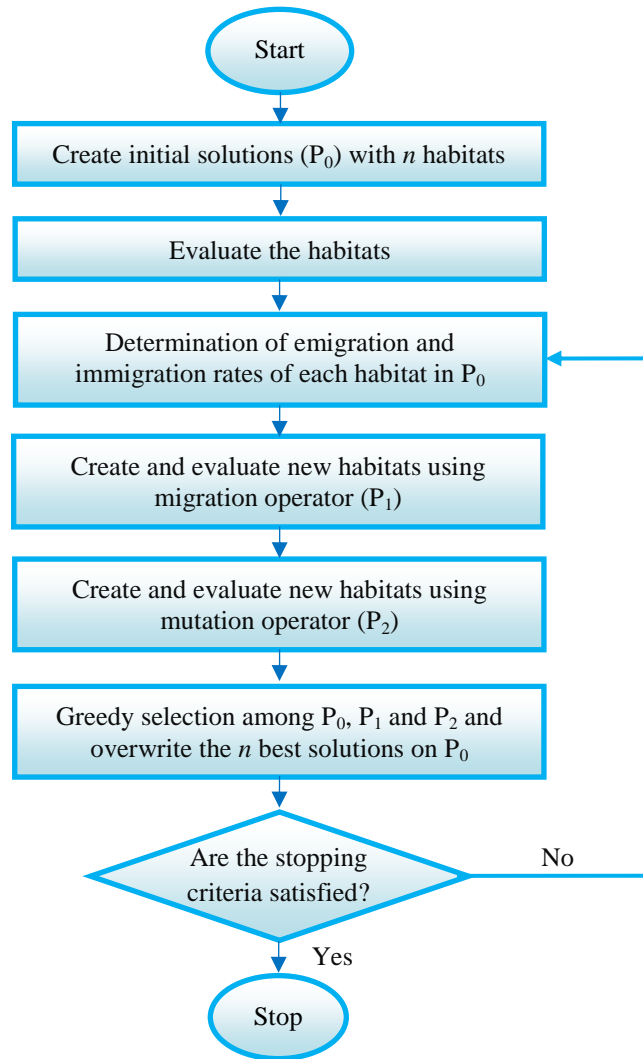 Start
Create initial solutions (P₀) with n habitats
Evaluate the habitats
Determination of emigration and
immigration rates of each habitat in P₀
Create and evaluate new habitats using
migration operator (P₁)
Create and evaluate new habitats using
mutation operator (P₂)
Greedy selection among P₀, P₁ and P₂ and
overwrite the n best solutions on P₀
Are the stopping
criteria satisfied?
No
Yes
Stop